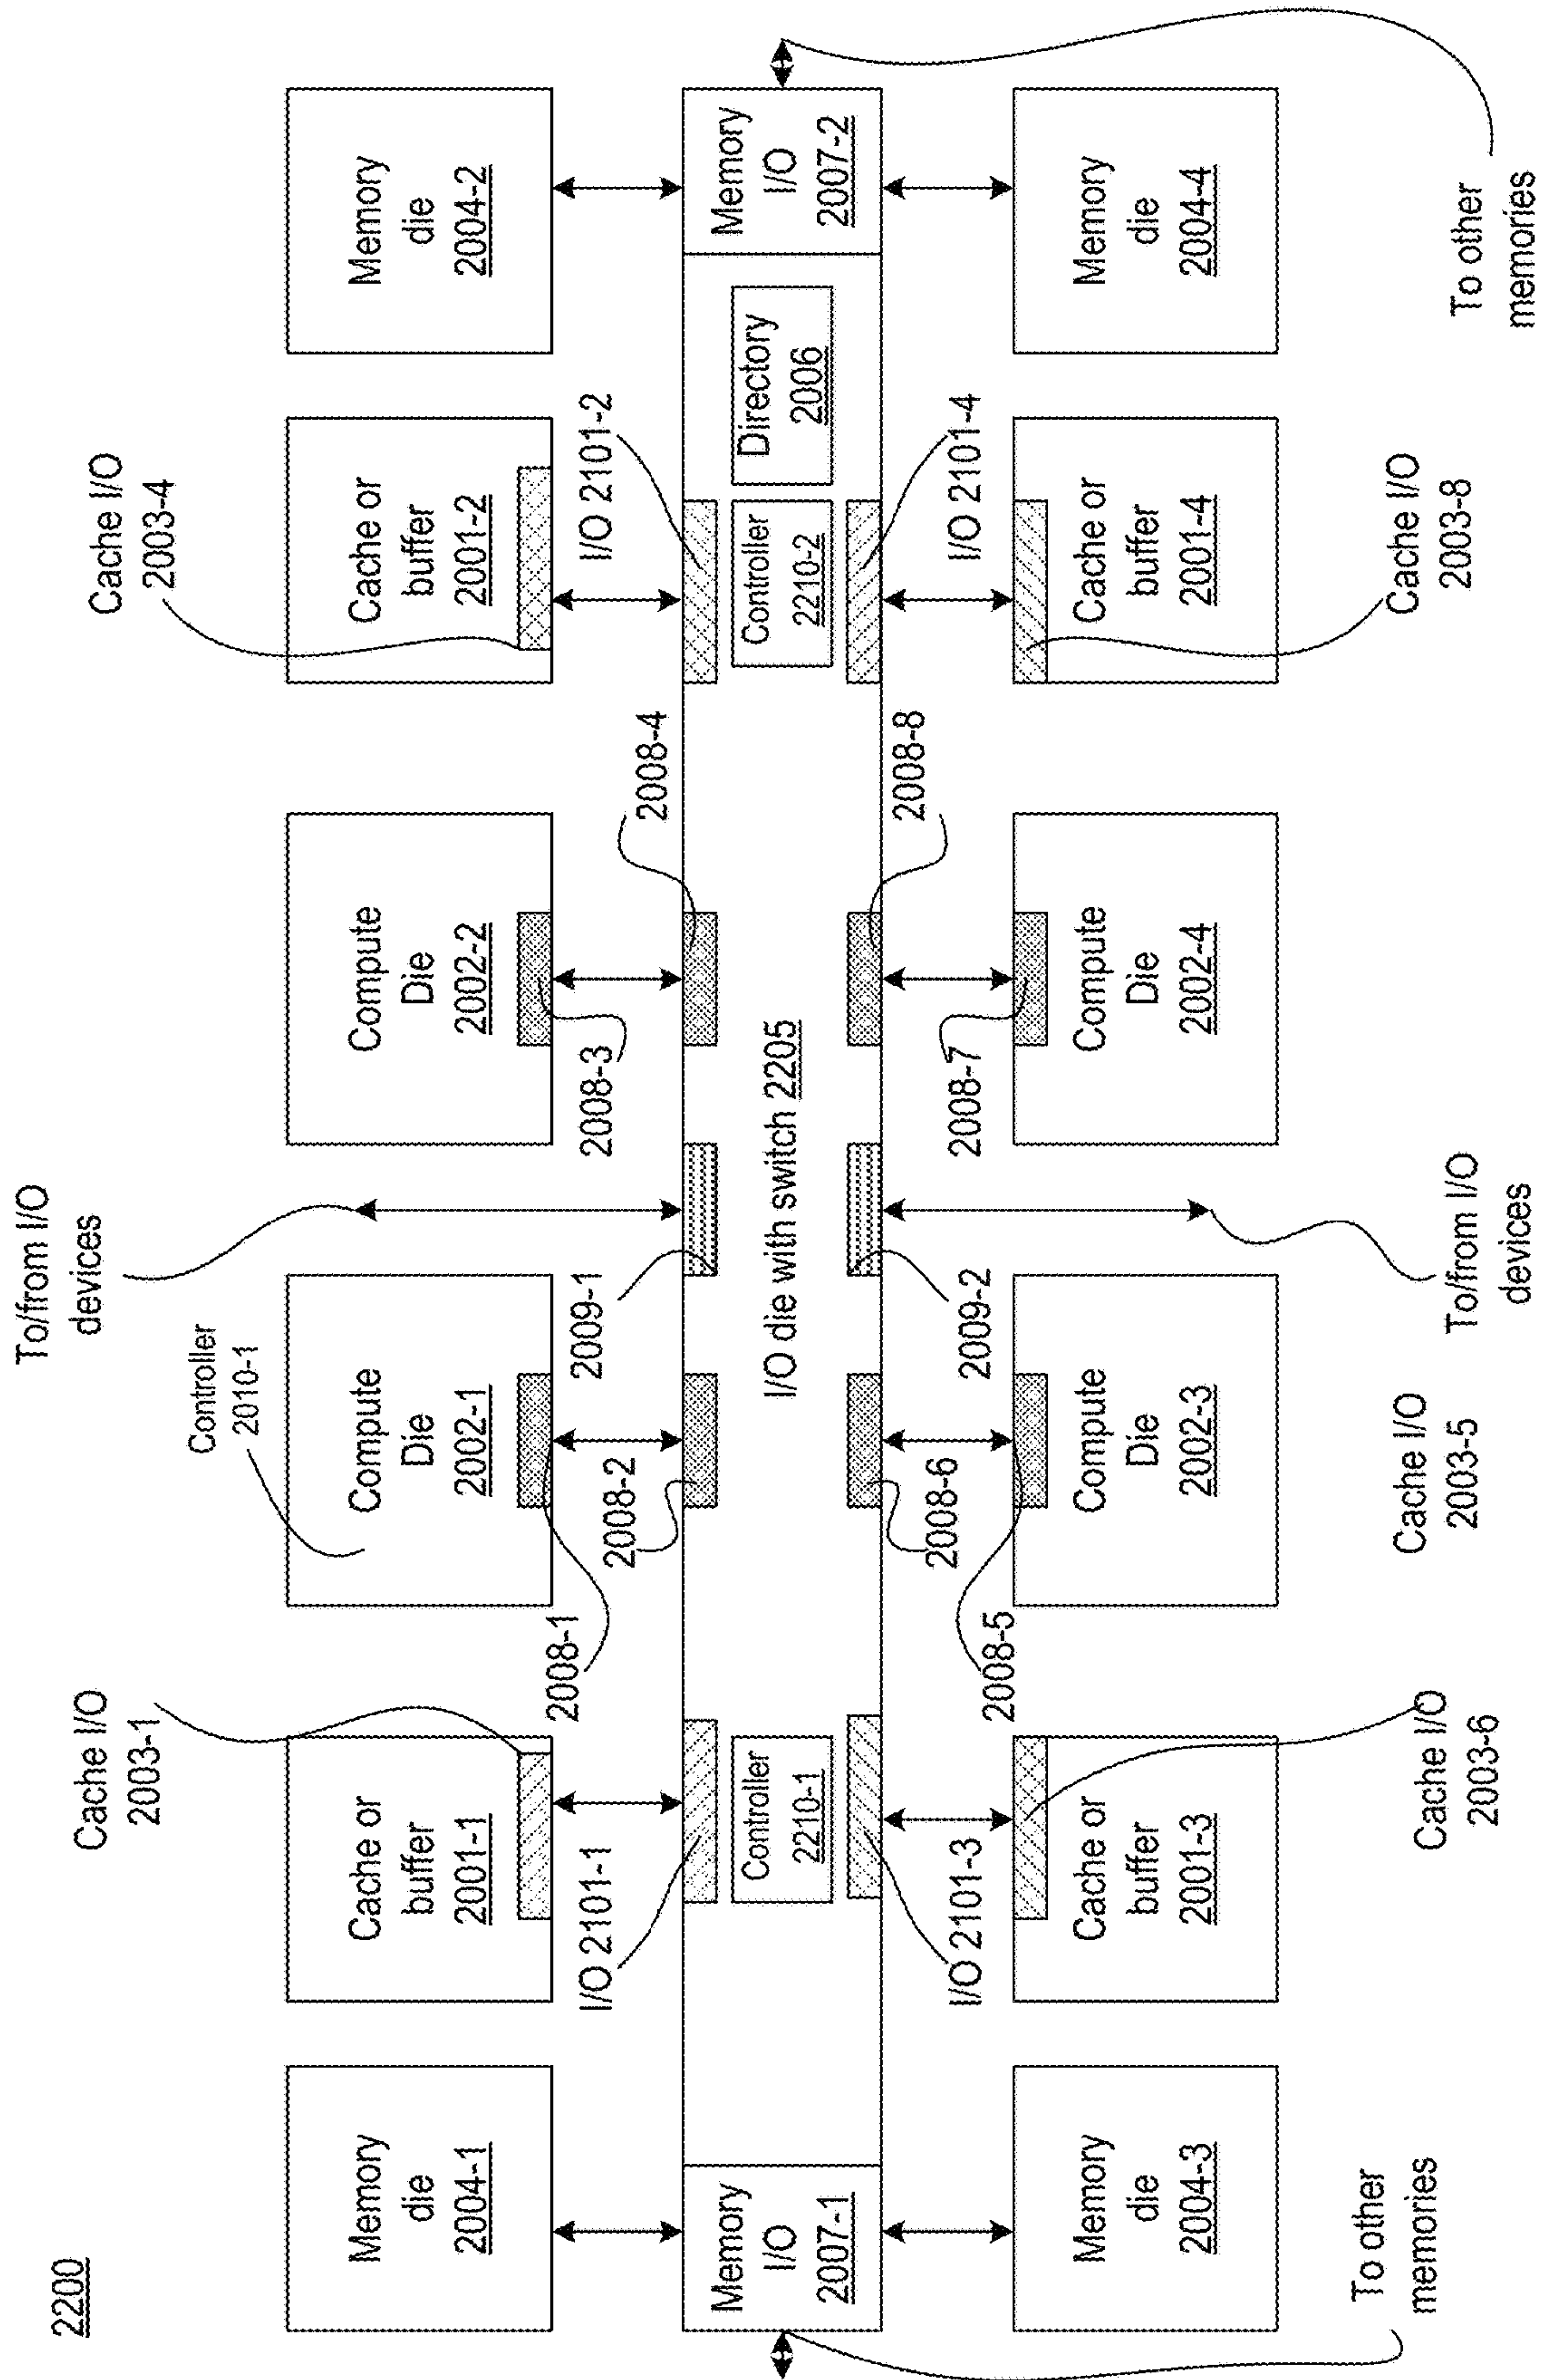 2200
To/from I/O
devices
Cache I/O
2003-1
Controller
2010-1
Cache I/O
2003-4
Memory
die
2004-1
Cache or
buffer
2001-1
Compute
Die
2002-1
Compute
Die
2002-2
Cache or
buffer
2001-2
Memory
die
2004-2
I/O 2101-1
2008-1
2008-2
2009-1
2008-3
2008-4
I/O 2101-2
Memory
I/O
2007-1
Controller
2210-1
I/O die with switch 2205
Controller
2210-2
Directory
2006
Memory
I/O
2007-2
I/O 2101-3
2008-5
2008-6
2009-2
2008-7
2008-8
I/O 2101-4
Memory
die
2004-3
Cache or
buffer
2001-3
Compute
Die
2002-3
Compute
Die
2002-4
Cache or
buffer
2001-4
Memory
die
2004-4
To other
memories
Cache I/O
2003-6
Cache I/O
2003-5
To/from I/O
devices
Cache I/O
2003-8
To other
memories